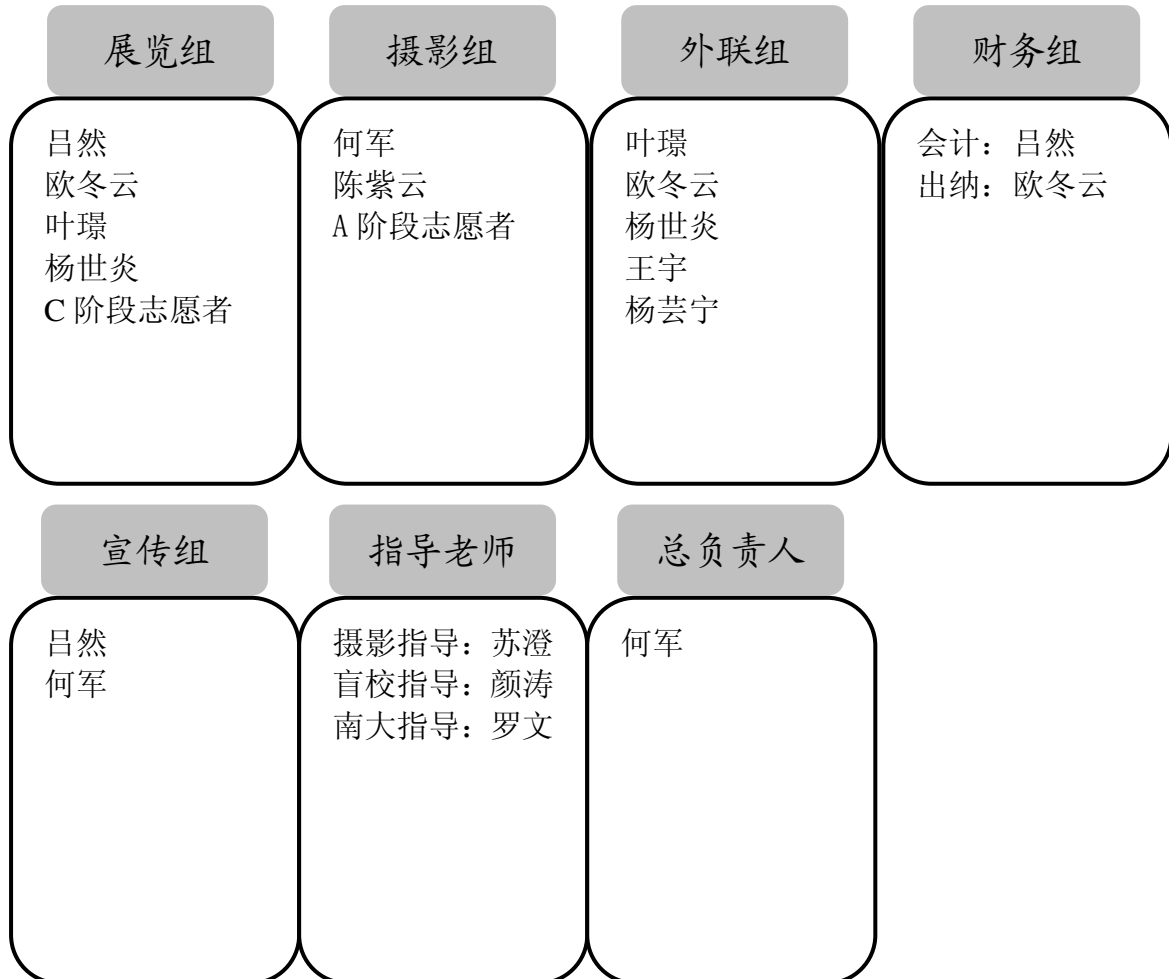 展览组
吕然
欧冬云
叶璟
杨世炎
C 阶段志愿者
摄影组
何军
陈紫云
A 阶段志愿者
外联组
叶璟
欧冬云
杨世炎
王宇
杨芸宁
财务组
会计：吕然
出纳：欧冬云
宣传组
吕然
何军
指导老师
摄影指导：苏澄
盲校指导：颜涛
南大指导：罗文
总负责人
何军